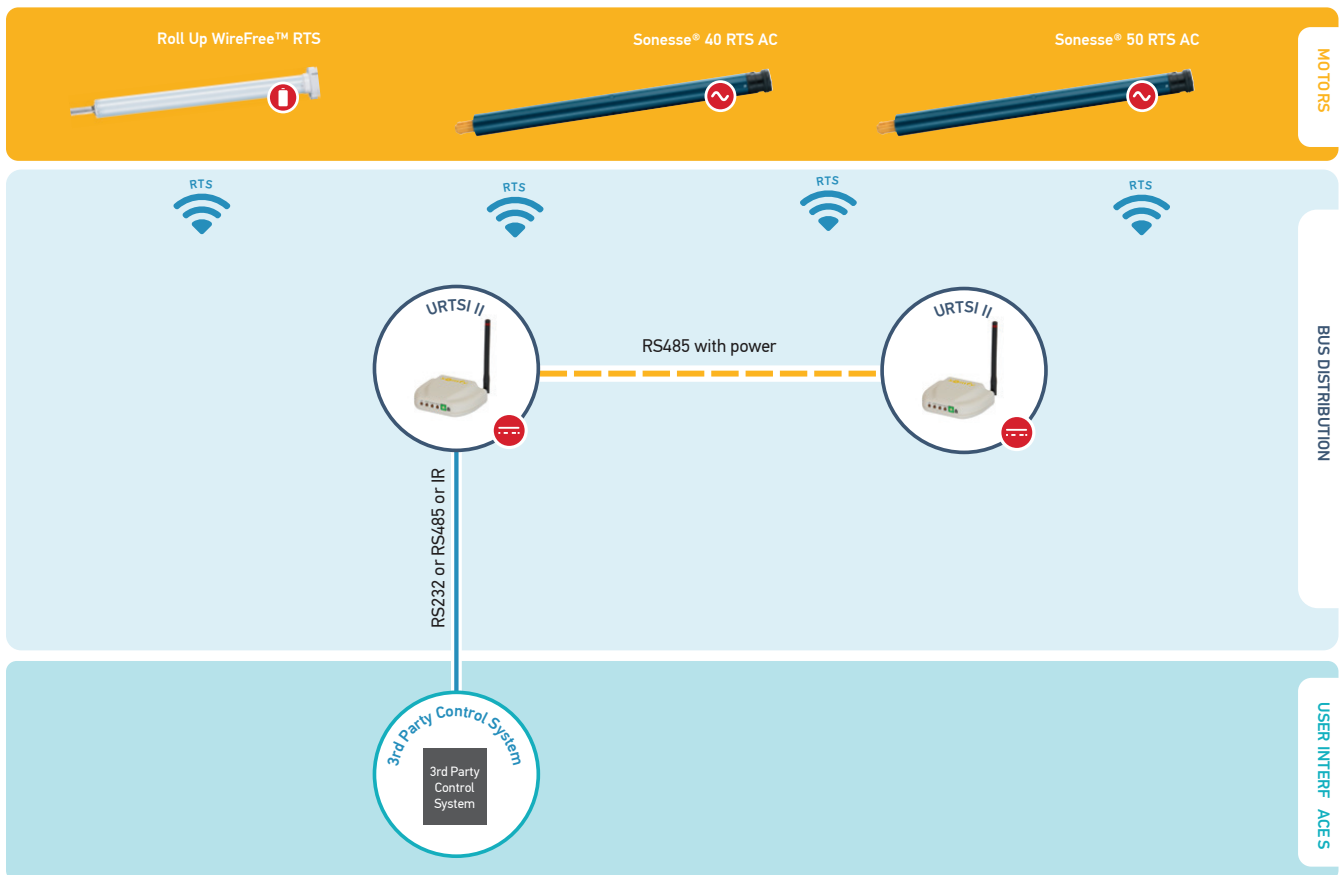 Roll Up WireFree™ RTS
Sonesse® 40 RTS AC
Sonesse® 50 RTS AC
MOTORS
RTS
RTS
RTS
RTS
URTSI II
RS485 with power
URTSI II
BUS DISTRIBUTION
RS232 or RS485 or IR
3rd Party Control System
3rd Party
Control
System
USER INTERF ACES